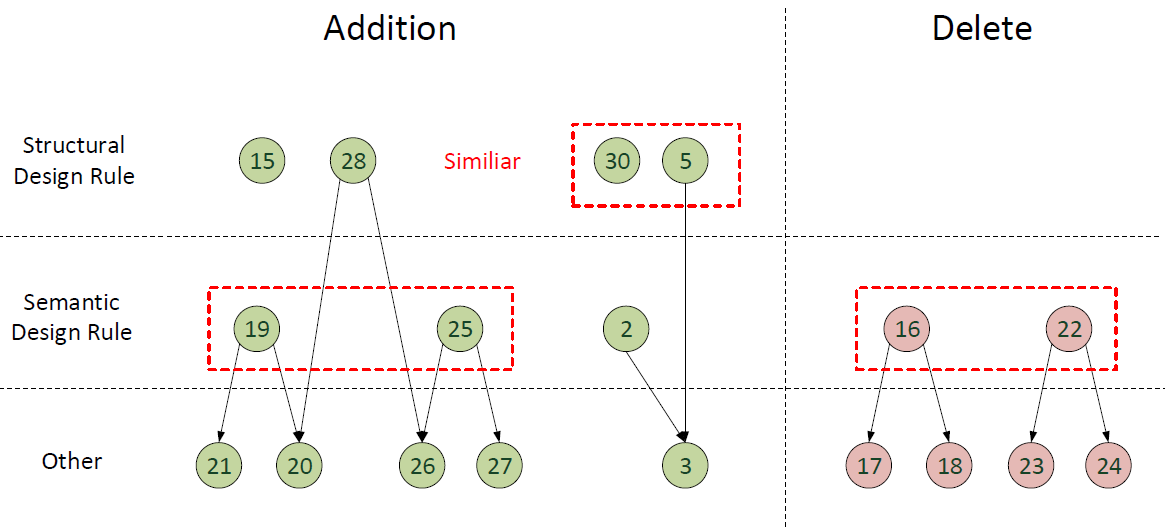 Addition
Delete
Structural
Design Rule
15
28
Similiar
30
5
Semantic
Design Rule
19
25
2
16
22
Other
21
20
26
27
3
17
18
23
24